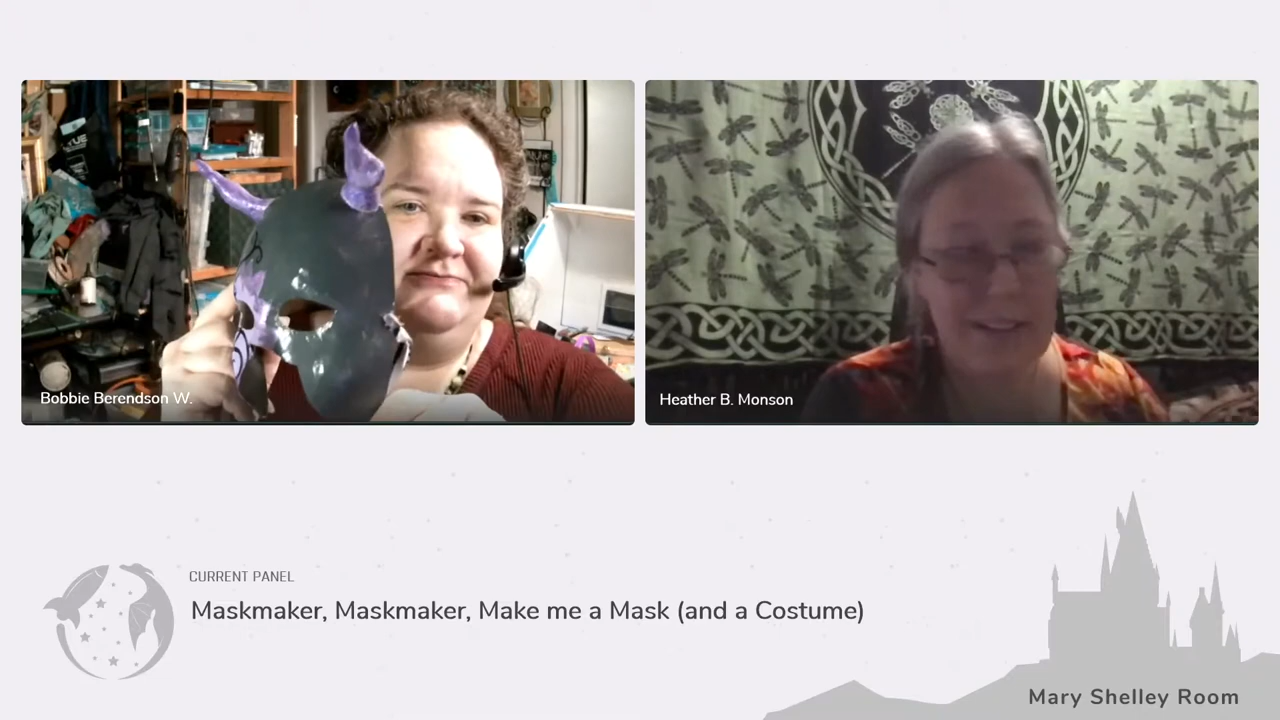 Bobbie Berendson W.
Heather B. Monson
CURRENT PANEL
Maskmaker, Maskmaker, Make me a Mask (and a Costume)
Mary Shelley Room